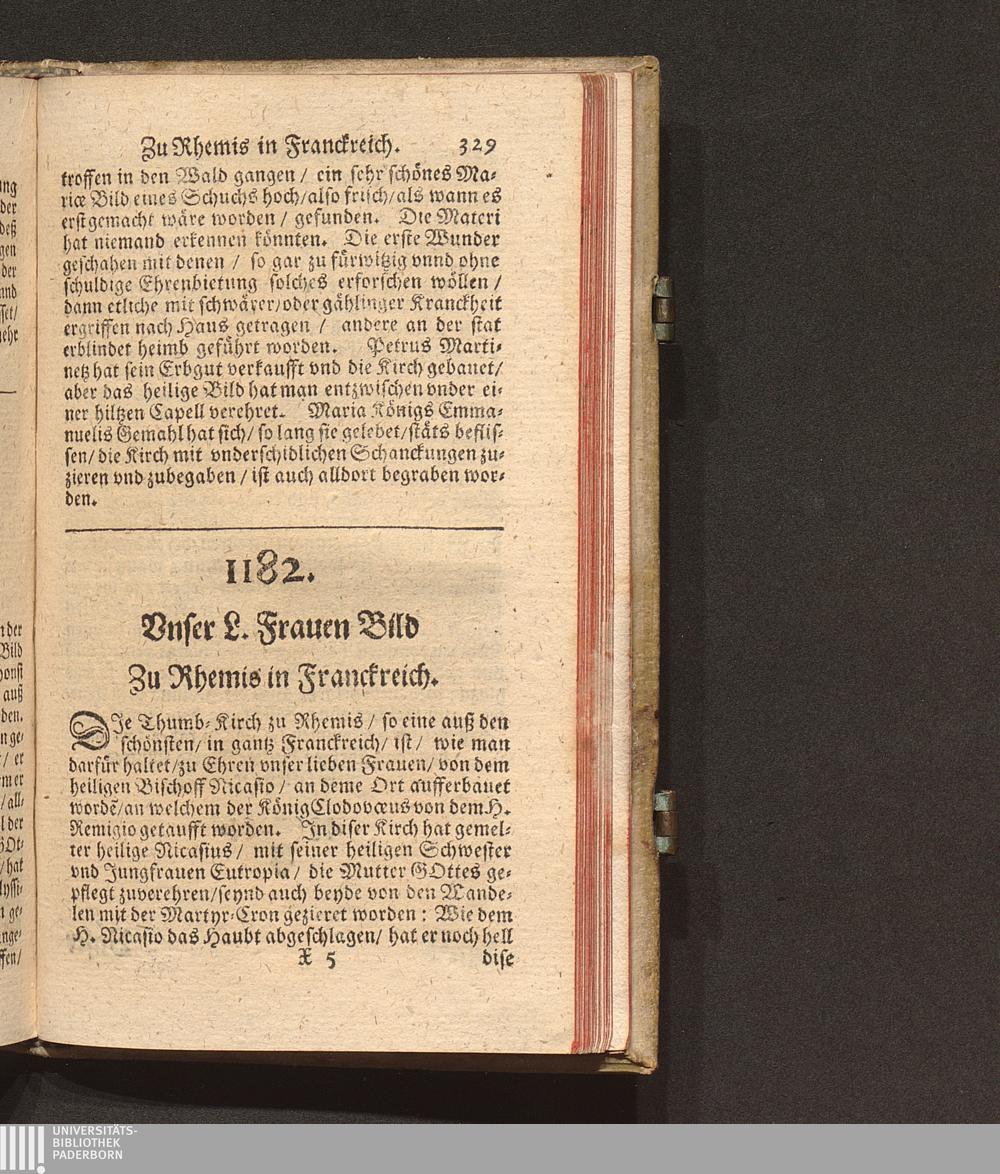 Zu Rhemis in Franckreich. 329
troffen in den Wald gangen / ein sehr schönes Ma-
riæ Bild eines Schuchs hoch/also frisch/als wann es
erst gemacht wäre worden / gefunden. Die Materi
hat niemand erkennen könnten. Die erste Wunder
geschahen mit denen / so gar zu fürwitzig vnnd ohne
schuldige Ehrenbietung solches erforschen wöllen /
dann etliche mit schwärer/oder gählinger Kranckheit
ergriffen nach Haus getragen / andere an der stat
erblindet heimb geführt worden. Petrus Marti-
netz hat sein Erbgut verkaufft vnd die Kirch gebauet/
aber das heilige Bild hat man entzwischen vnder ei-
ner hiltzen Capell verehret. Maria Königs Emma-
nuelis Gemahl hat sich/ so lang sie gelebet/stäts beflis-
sen/ die Kirch mit vnderschidlichen Schanckungen zu-
zieren vnd zubegaben / ist auch alldort begraben wor-
den.
1182.
Vnser L. Frauen Bild
Zu Rhemis in Franckreich.
DIe Thumb-Kirch zu Rhemis / so eine auß den
schönsten/ in gantz Franckreich/ ist/ wie man
darfür haltet/zu Ehren vnser lieben Frauen/ von dem
heiligen Bischoff Nicasio/ an deme Ort aufferbauet
wordẽ/an welchem der König Clodovæus von dem H.
Remigio getaufft worden. In diser Kirch hat gemel-
ter heilige Nicasius/ mit seiner heiligen Schwester
vnd Jungfrauen Eutropia/ die Mutter GOttes ge-
pflegt zuverehren/seynd auch beyde von den Wande-
len mit der Martyr-Cron gezieret worden: Wie dem
H. Nicasio das Haubt abgeschlagen/ hat er noch hell
X 5 dise
UNIVERSITÄTS-
BIBLIOTHEK
PADERBORN